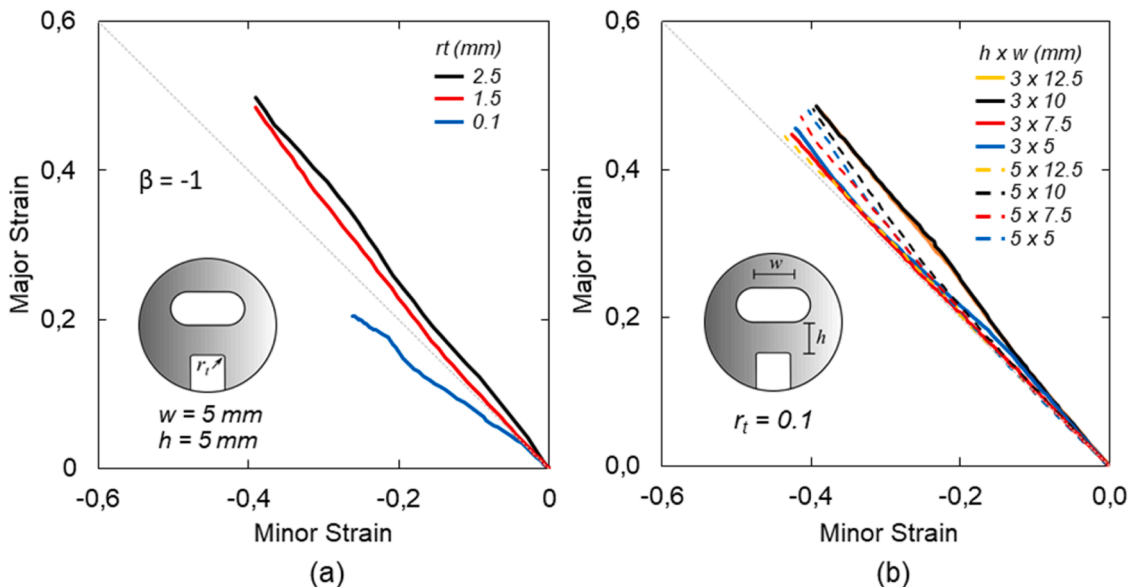 0,6
0,4
0,2
0
-0,6
-0,4
-0,2
0
Major Strain
Minor Strain
rt (mm)
2.5
1.5
0.1
β = -1
rt
w = 5 mm
h = 5 mm
(a)
0,6
0,4
0,2
0,0
-0,6
-0,4
-0,2
0,0
Major Strain
Minor Strain
h x w (mm)
3 x 12.5
3 x 10
3 x 7.5
3 x 5
5 x 12.5
5 x 10
5 x 7.5
5 x 5
w
h
rt = 0.1
(b)